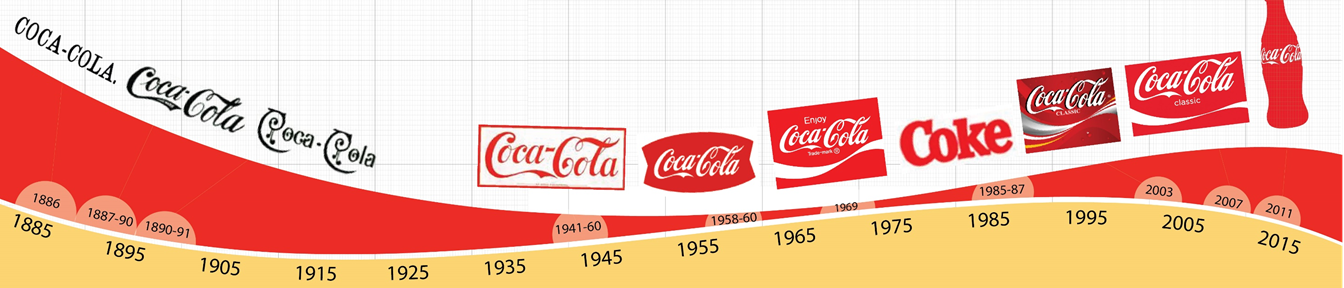 COCA-COLA.
Coca-Cola
Coca-Cola
Coca-Cola
Coca-Cola
Enjoy
Coca-Cola
Trade-mark ®
Coke
Coca-Cola
CLASSIC
Coca-Cola
classic
Coca-Cola
1886
1887-90
1890-91
1941-60
1958-60
1969
1985-87
2003
2007
2011
1885
1895
1905
1915
1925
1935
1945
1955
1965
1975
1985
1995
2005
2015